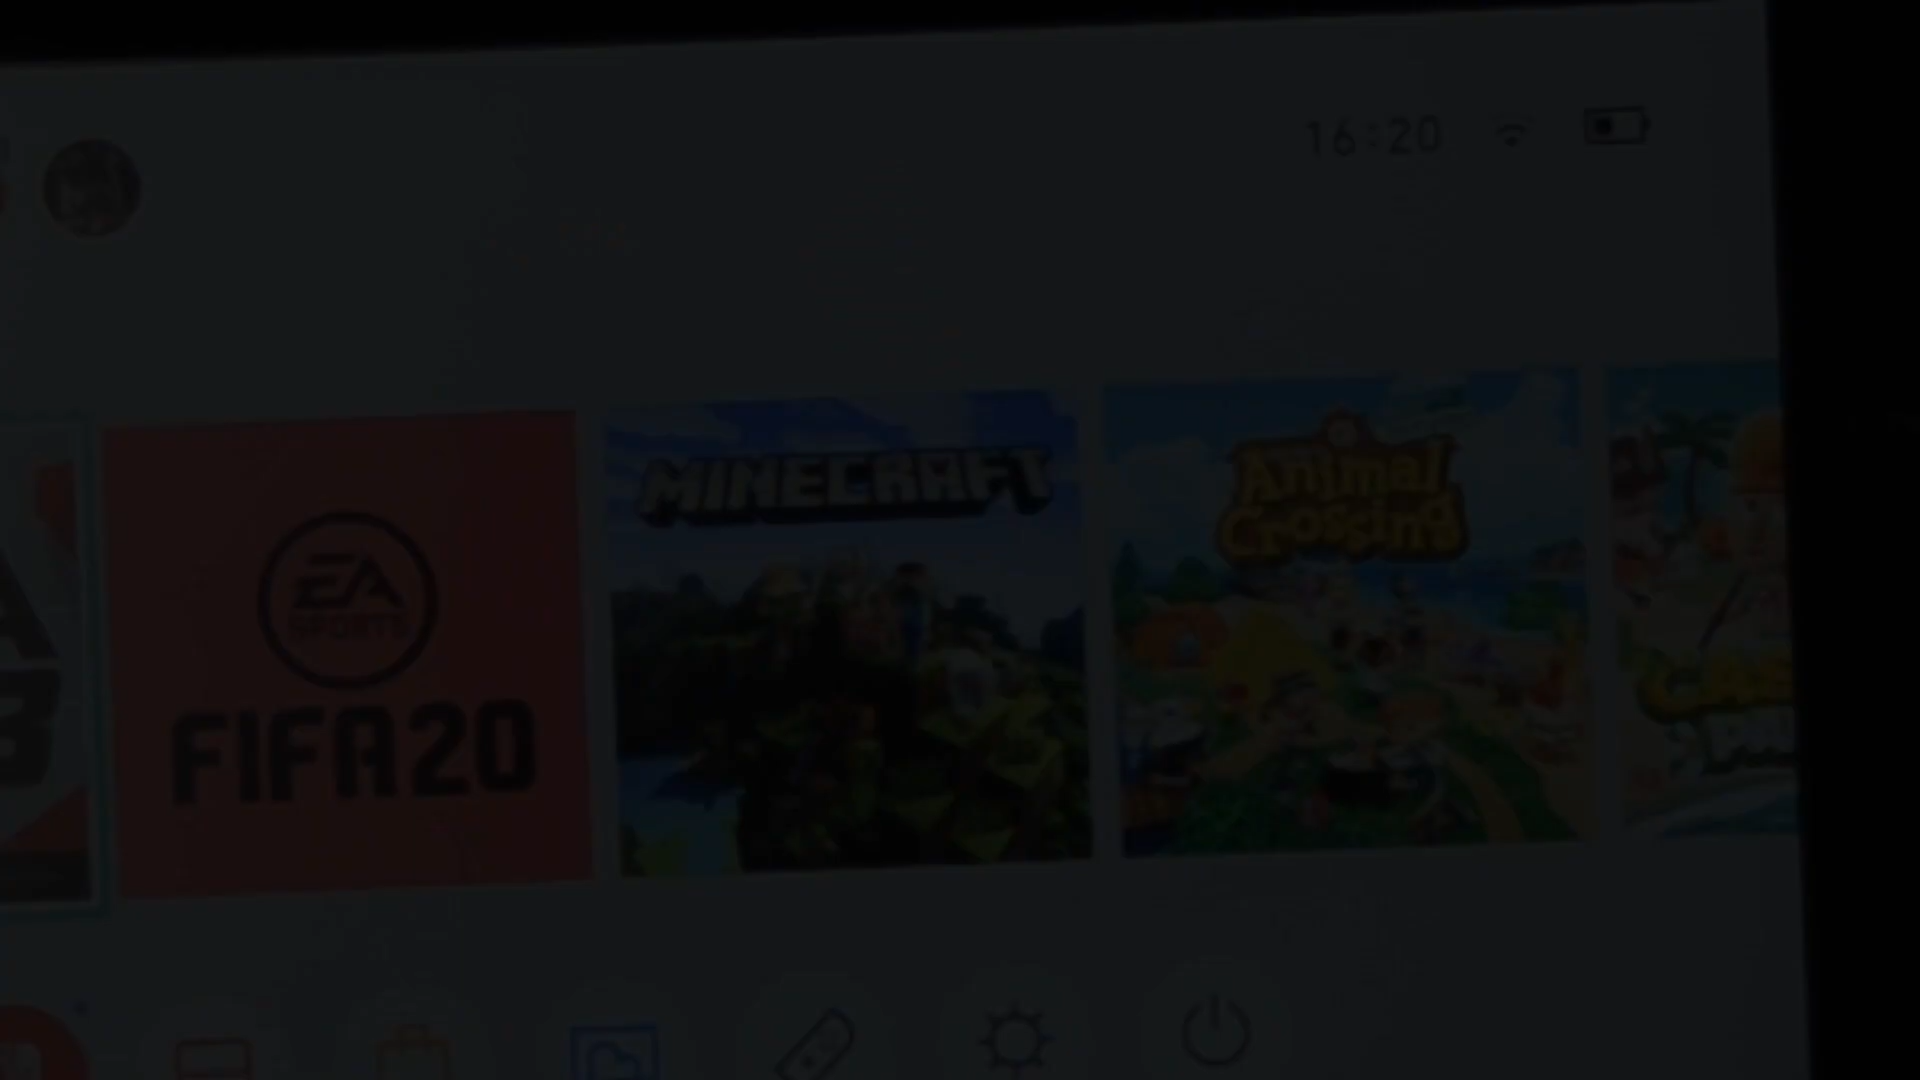 16:20
EA
SPORTS
FIFA 20
MINECRAFT
Animal
Crossing